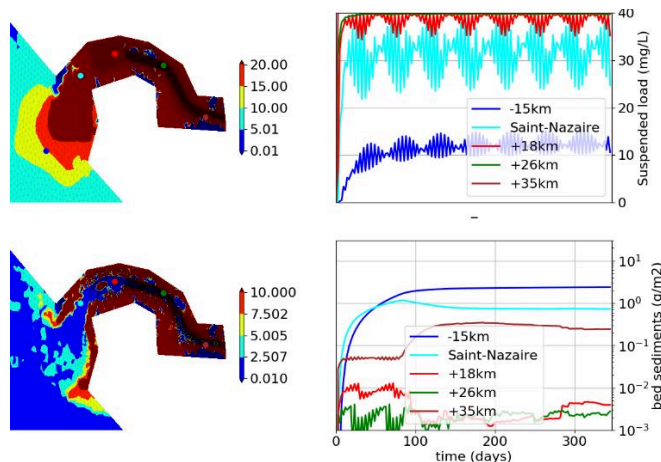 20.00
15.00
10.00
5.01
0.01
40
30
20
10
0
Suspended load (mg/L)
-15km
Saint-Nazaire
+18km
+26km
+35km
10.000
7.502
5.005
2.507
0.010
10¹
10⁰
10⁻¹
10⁻²
10⁻³
bed sediments (g/m2)
-15km
Saint-Nazaire
+18km
+26km
+35km
0 100 200 300
time (days)